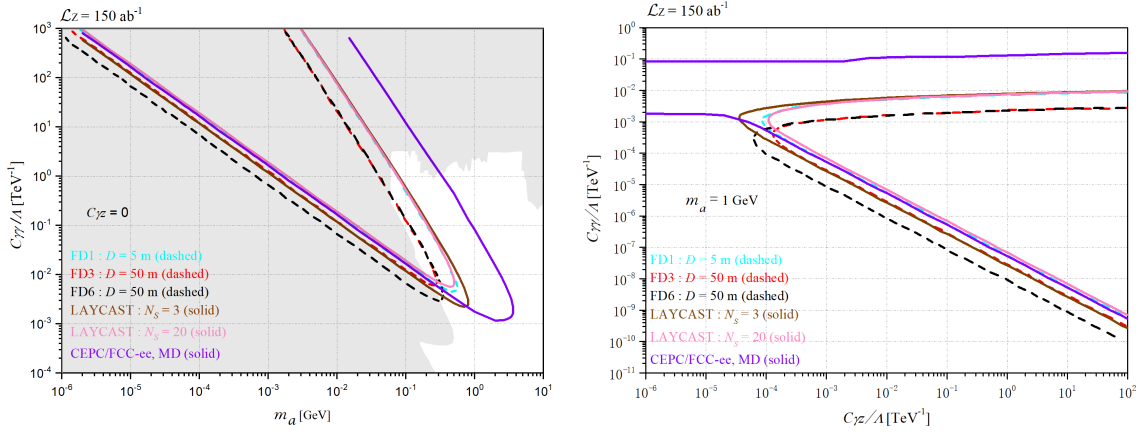 ℒz = 150 ab⁻¹
Cγγ/Λ [TeV⁻¹]
10³
10²
10¹
10⁰
10⁻¹
10⁻²
10⁻³
10⁻⁴
Cγz = 0
FD1 : D = 5 m (dashed)
FD3 : D = 50 m (dashed)
FD6 : D = 50 m (dashed)
LAYCAST : N_S = 3 (solid)
LAYCAST : N_S = 20 (solid)
CEPC/FCC-ee, MD (solid)
10⁻⁶ 10⁻⁵ 10⁻⁴ 10⁻³ 10⁻² 10⁻¹ 10⁰ 10¹
m_a [GeV]
ℒz = 150 ab⁻¹
Cγγ/Λ [TeV⁻¹]
10⁰
10⁻¹
10⁻²
10⁻³
10⁻⁴
10⁻⁵
10⁻⁶
10⁻⁷
10⁻⁸
10⁻⁹
10⁻¹⁰
10⁻¹¹
m_a = 1 GeV
FD1 : D = 5 m (dashed)
FD3 : D = 50 m (dashed)
FD6 : D = 50 m (dashed)
LAYCAST : N_S = 3 (solid)
LAYCAST : N_S = 20 (solid)
CEPC/FCC-ee, MD (solid)
10⁻⁶ 10⁻⁵ 10⁻⁴ 10⁻³ 10⁻² 10⁻¹ 10⁰ 10¹ 10²
Cγz/Λ [TeV⁻¹]